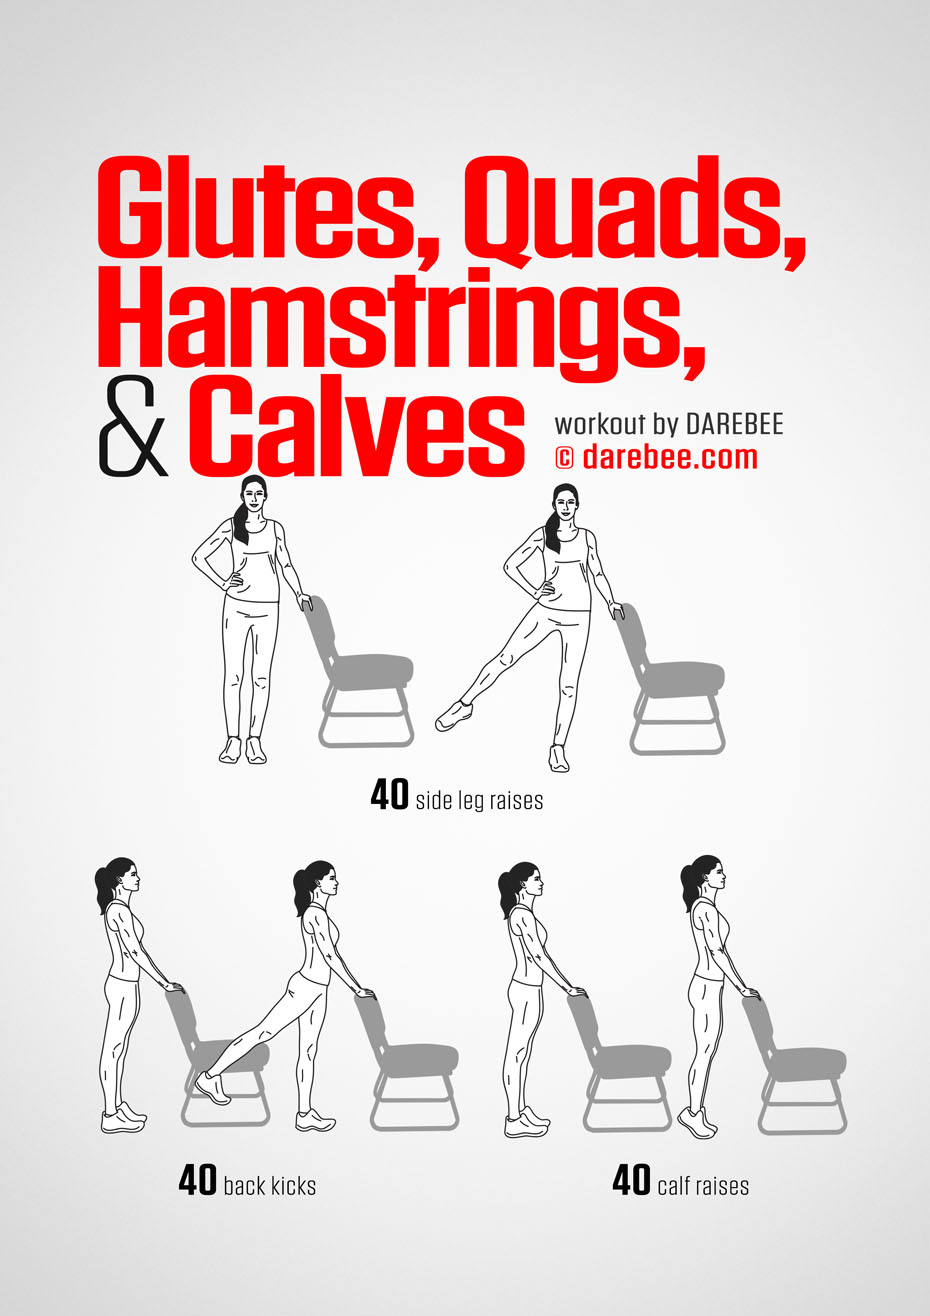 Glutes, Quads,
Hamstrings,
& Calves
workout by DAREBEE
© darebee.com
40 side leg raises
40 back kicks
40 calf raises